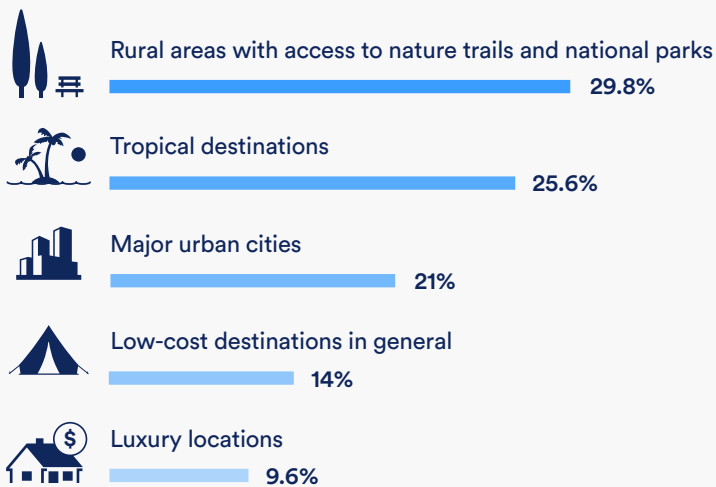 Rural areas with access to nature trails and national parks
29.8%
Tropical destinations
25.6%
Major urban cities
21%
Low-cost destinations in general
14%
$
Luxury locations
9.6%